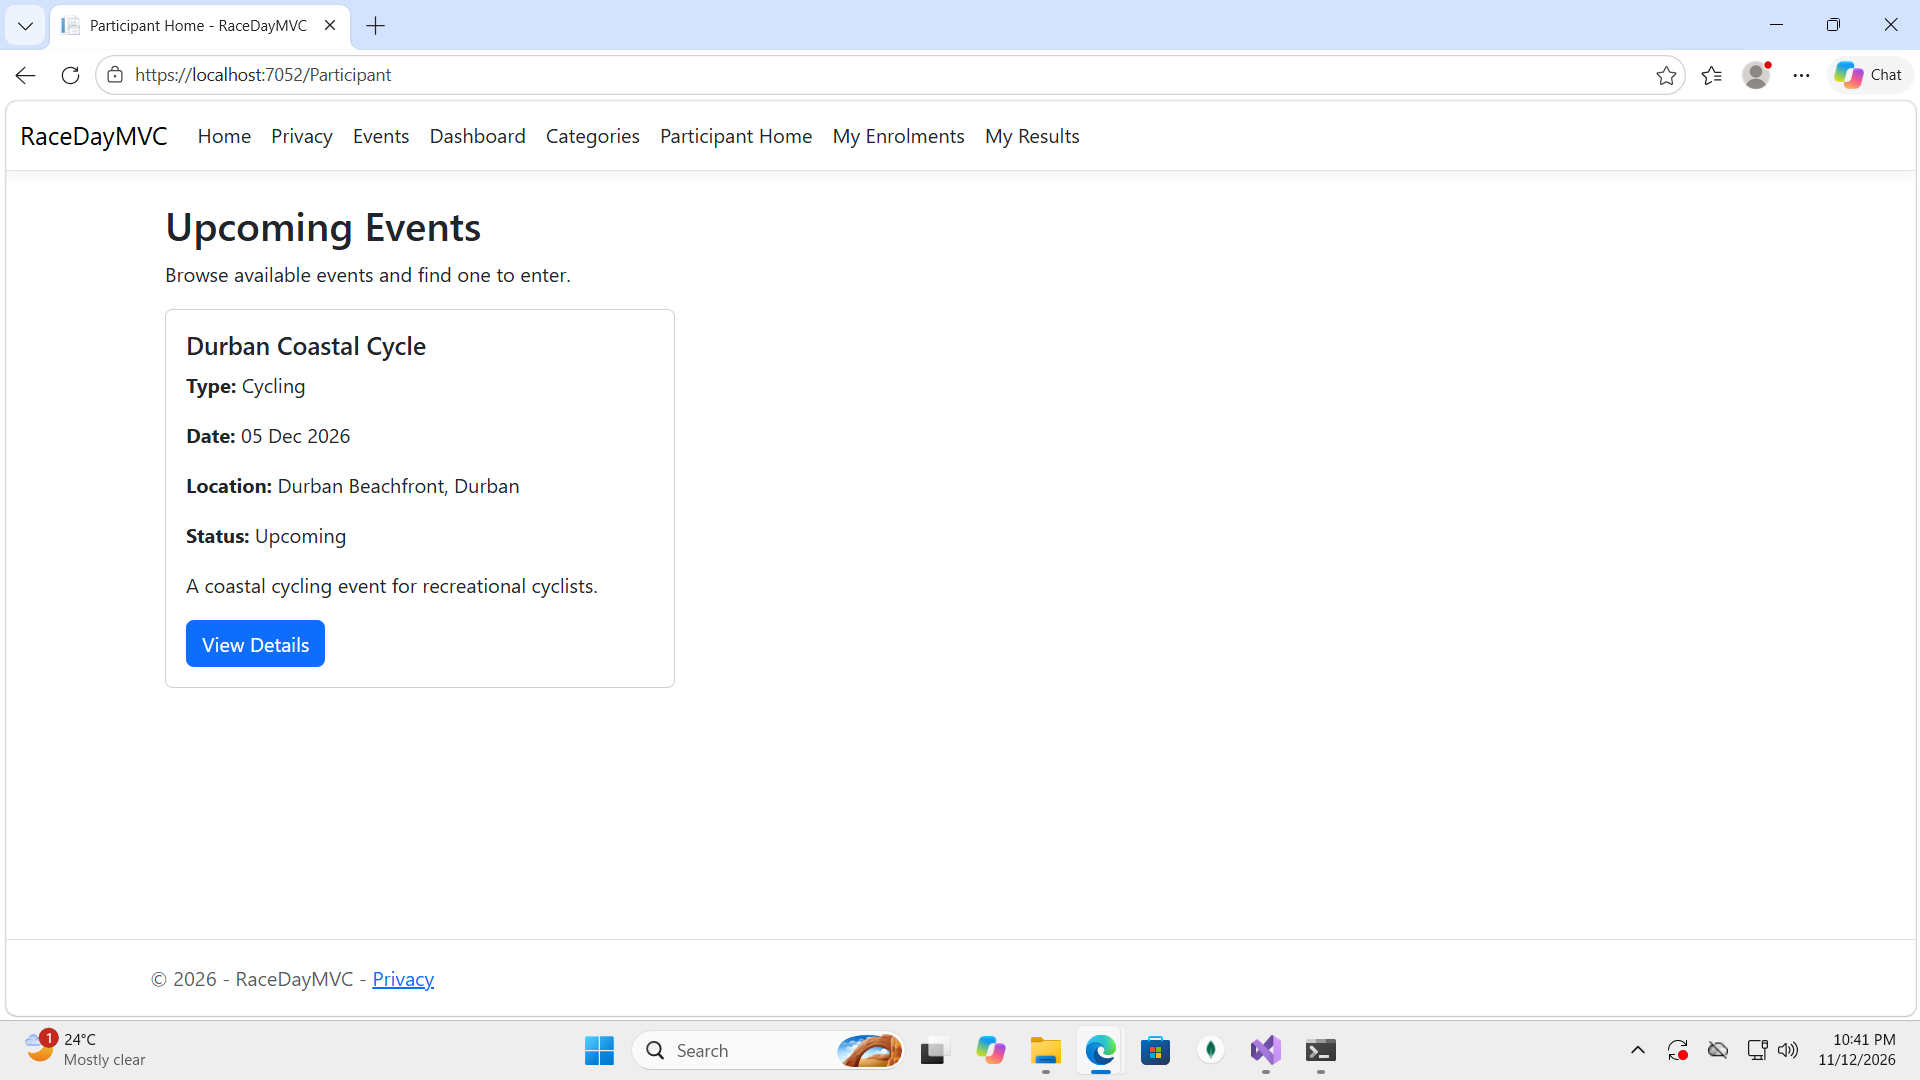 Participant Home - RaceDayMVC
https://localhost:7052/Participant
Chat
RaceDayMVC Home Privacy Events Dashboard Categories Participant Home My Enrolments My Results
Upcoming Events
Browse available events and find one to enter.
Durban Coastal Cycle
Type: Cycling
Date: 05 Dec 2026
Location: Durban Beachfront, Durban
Status: Upcoming
A coastal cycling event for recreational cyclists.
View Details
© 2026 - RaceDayMVC - Privacy
1
24°C
Mostly clear
Search
10:41 PM
11/12/2026